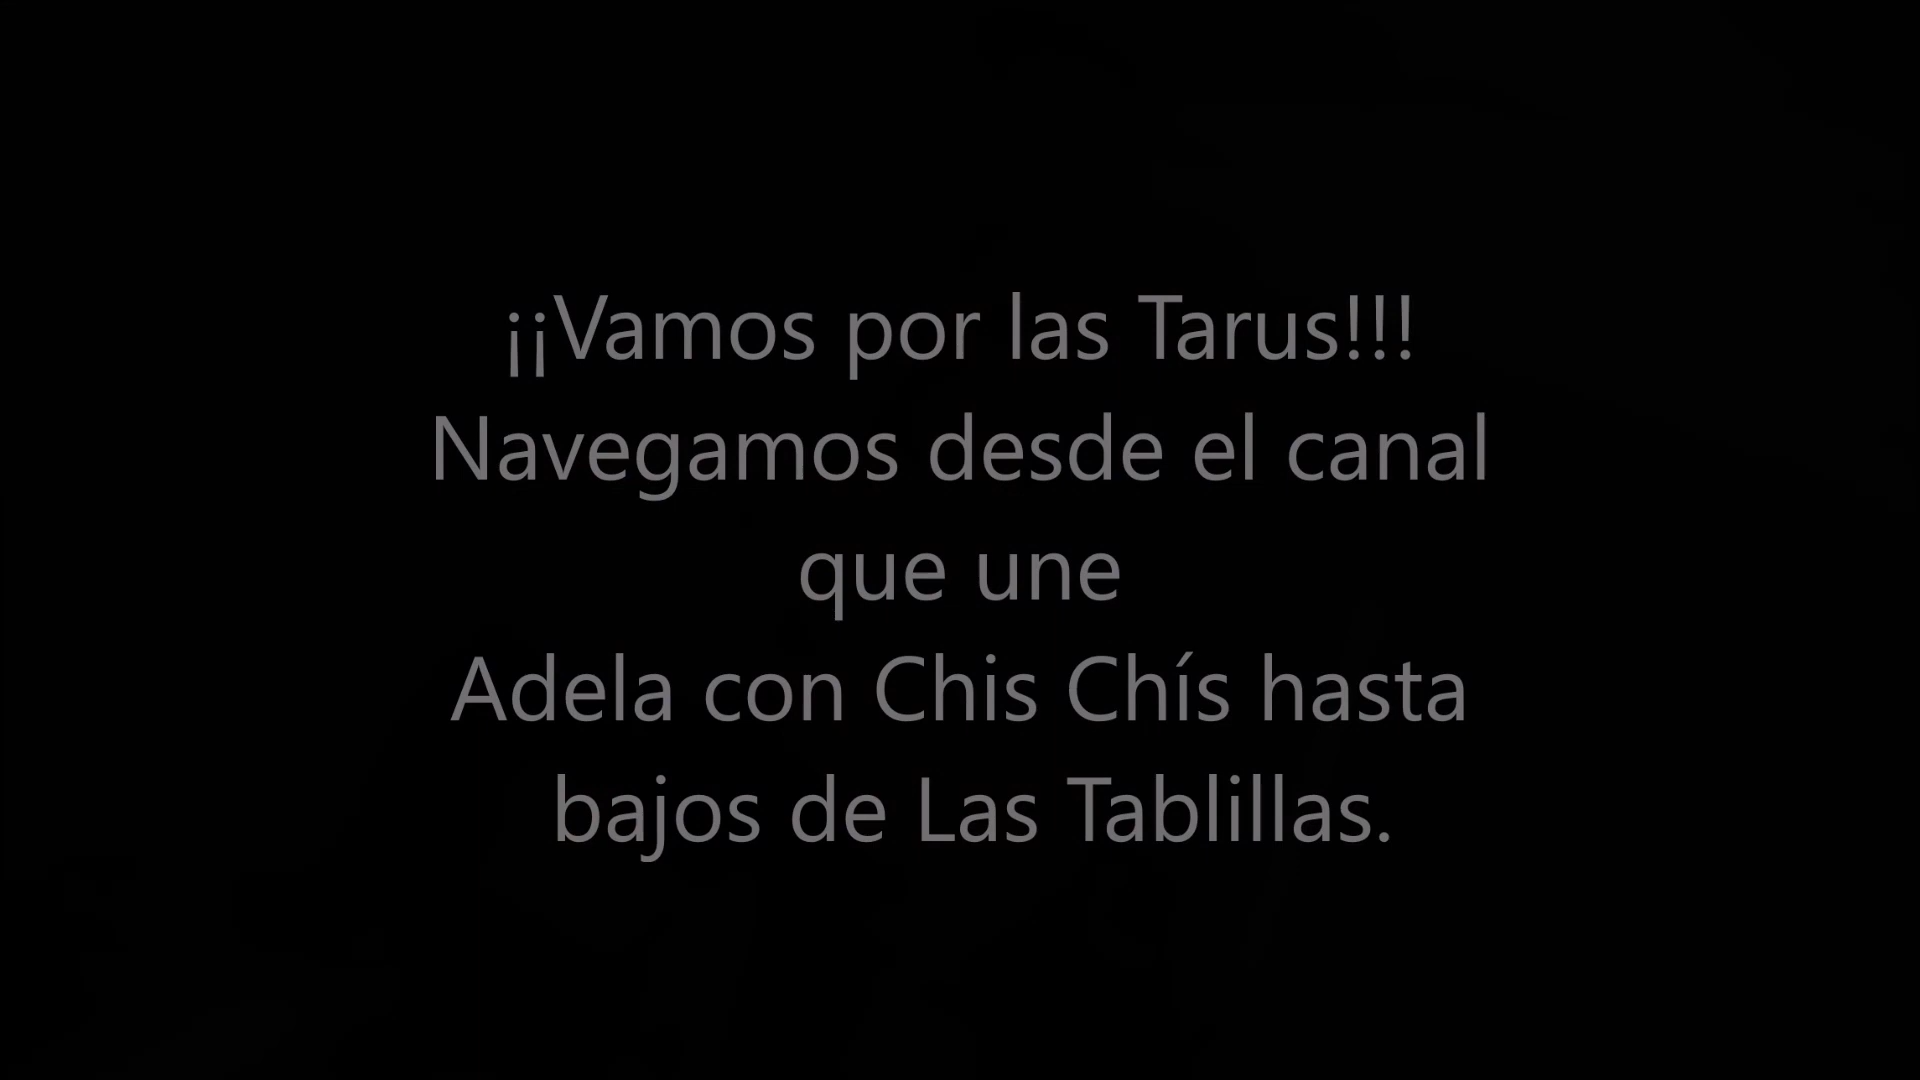 ¡¡Vamos por las Tarus!!!
Navegamos desde el canal
que une
Adela con Chis Chís hasta
bajos de Las Tablillas.